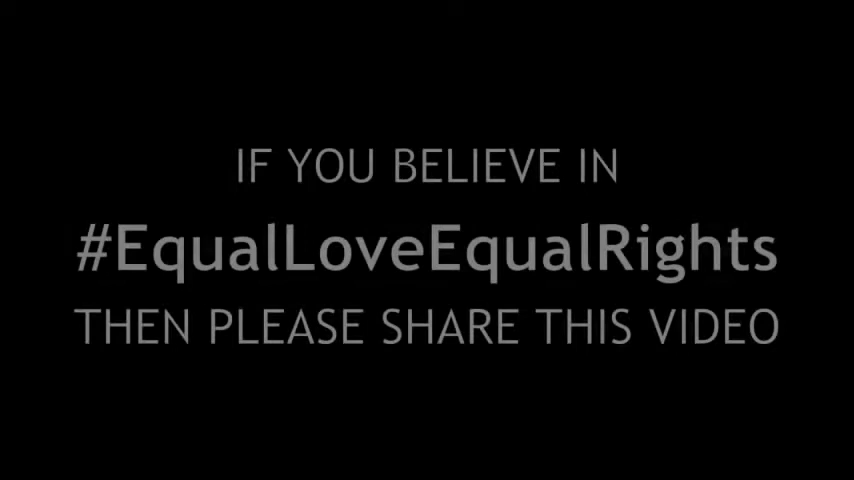 IF YOU BELIEVE IN
#EqualLoveEqualRights
THEN PLEASE SHARE THIS VIDEO